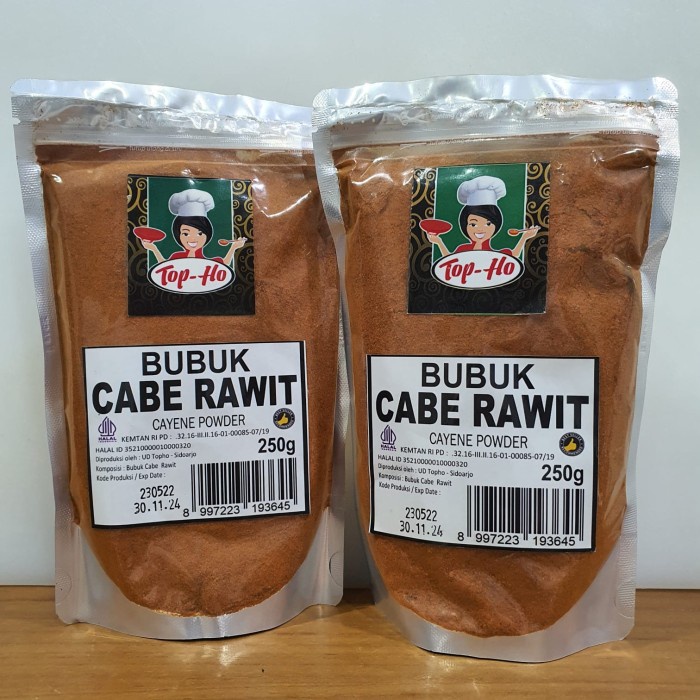 Top-Ho
BUBUK
CABE RAWIT
CAYENE POWDER
HALAL
KEMTAN RI PD : .32.16-III.II.16-01-00085-07/19
HALAL ID 35210000010000320
250g
Diproduksi oleh : UD Topho - Sidoarjo
Komposisi : Bubuk Cabe Rawit
Kode Produksi / Exp Date :
230522
30.11.24
8 997223 193645
Top-Ho
BUBUK
CABE RAWIT
CAYENE POWDER
HALAL
KEMTAN RI PD : .32.16-III.II.16-01-00085-07/19
HALAL ID 35210000010000320
250g
Diproduksi oleh : UD Topho - Sidoarjo
Komposisi : Bubuk Cabe Rawit
Kode Produksi / Exp Date :
230522
30.11.24
8 997223 193645